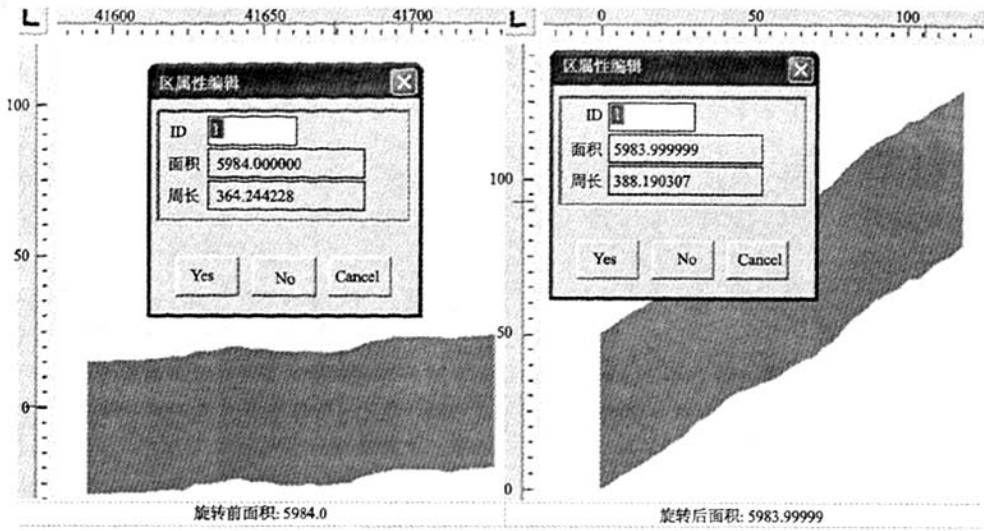 41600 41650 41700
100
50
0
区属性编辑
ID 1
面积 5984.000000
周长 364.244228
Yes No Cancel
旋转前面积: 5984.0
0 50 100
100
50
0
区属性编辑
ID 1
面积 5983.999999
周长 388.190307
Yes No Cancel
旋转后面积: 5983.99999